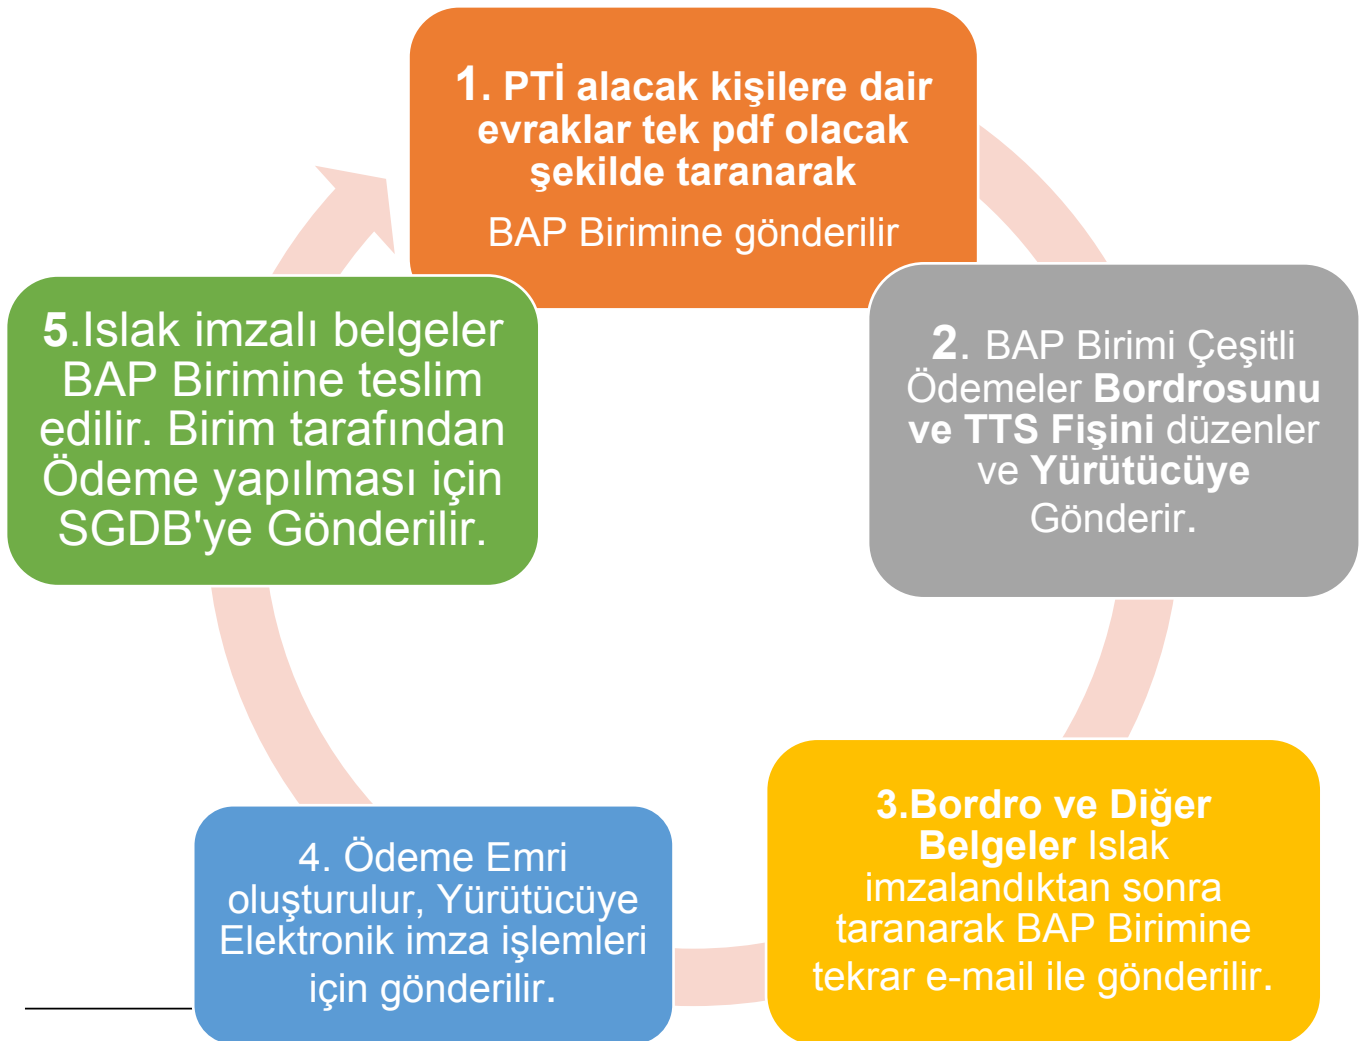 1. PTİ alacak kişilere dair
evraklar tek pdf olacak
şekilde taranarak
BAP Birimine gönderilir
2. BAP Birimi Çeşitli
Ödemeler Bordrosunu
ve TTS Fişini düzenler
ve Yürütücüye
Gönderir.
3.Bordro ve Diğer
Belgeler Islak
imzalandıktan sonra
taranarak BAP Birimine
tekrar e-mail ile gönderilir.
4. Ödeme Emri
oluşturulur, Yürütücüye
Elektronik imza işlemleri
için gönderilir.
5.Islak imzalı belgeler
BAP Birimine teslim
edilir. Birim tarafından
Ödeme yapılması için
SGDB'ye Gönderilir.